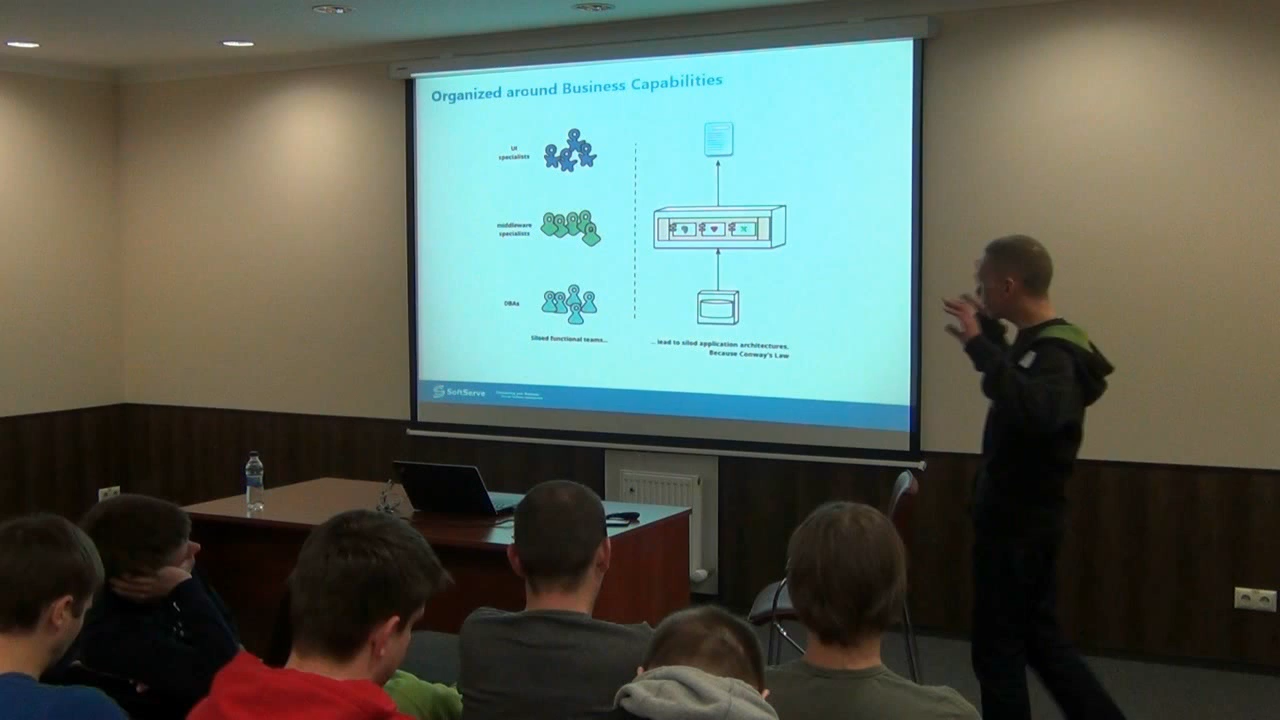 Organized around Business Capabilities
UI
specialists
middleware
specialists
DBAs
Siloed functional teams...
... lead to silod application architectures.
Because Conway's Law
SoftServe